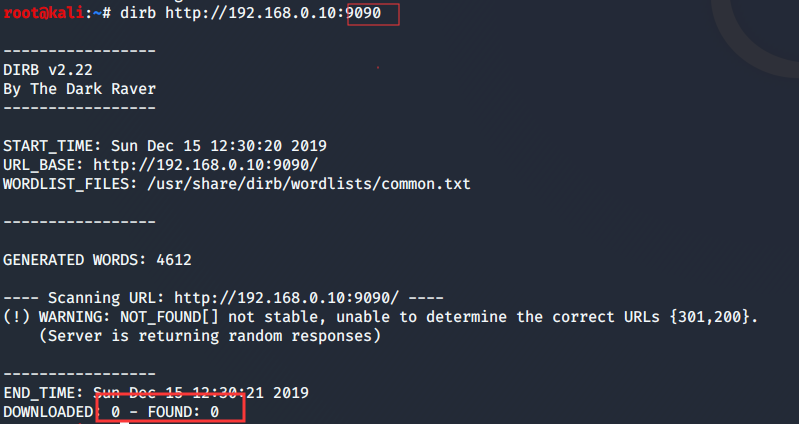 root@kali:~# dirb http://192.168.0.10:9090
-----------------
DIRB v2.22
By The Dark Raver
-----------------
START_TIME: Sun Dec 15 12:30:20 2019
URL_BASE: http://192.168.0.10:9090/
WORDLIST_FILES: /usr/share/dirb/wordlists/common.txt
-----------------
GENERATED WORDS: 4612
---- Scanning URL: http://192.168.0.10:9090/ ----
(!) WARNING: NOT_FOUND[] not stable, unable to determine the correct URLs {301,200}.
(Server is returning random responses)
-----------------
END_TIME: Sun Dec 15 12:30:21 2019
DOWNLOADED: 0 - FOUND: 0